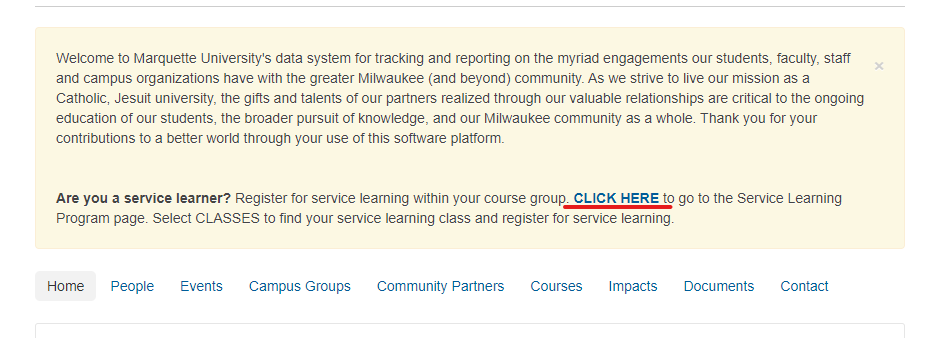 Welcome to Marquette University's data system for tracking and reporting on the myriad engagements our students, faculty, staff
and campus organizations have with the greater Milwaukee (and beyond) community. As we strive to live our mission as a
Catholic, Jesuit university, the gifts and talents of our partners realized through our valuable relationships are critical to the ongoing
education of our students, the broader pursuit of knowledge, and our Milwaukee community as a whole. Thank you for your
contributions to a better world through your use of this software platform.
×
Are you a service learner? Register for service learning within your course group. CLICK HERE to go to the Service Learning
Program page. Select CLASSES to find your service learning class and register for service learning.
Home People Events Campus Groups Community Partners Courses Impacts Documents Contact